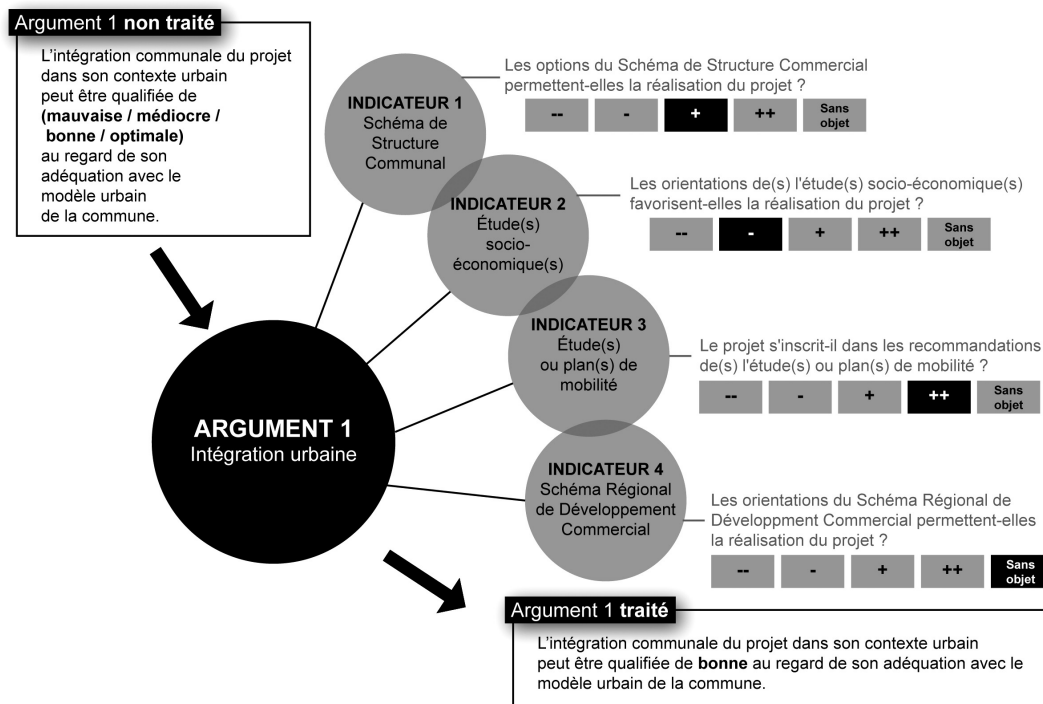 Argument 1 non traité
L'intégration communale du projet
dans son contexte urbain
peut être qualifiée de
(mauvaise / médiocre /
bonne / optimale)
au regard de son
adéquation avec le
modèle urbain
de la commune.
INDICATEUR 1
Schéma de
Structure
Communal
Les options du Schéma de Structure Commercial
permettent-elles la réalisation du projet ?
-- - + ++ Sans
objet
INDICATEUR 2
Étude(s)
socio-
économique(s)
Les orientations de(s) l'étude(s) socio-économique(s)
favorisent-elles la réalisation du projet ?
-- - + ++ Sans
objet
INDICATEUR 3
Étude(s)
ou plan(s) de
mobilité
Le projet s'inscrit-il dans les recommandations
de(s) l'étude(s) ou plan(s) de mobilité ?
-- - + ++ Sans
objet
ARGUMENT 1
Intégration urbaine
INDICATEUR 4
Schéma Régional
de Développement
Commercial
Les orientations du Schéma Régional de
Développment Commercial permettent-elles
la réalisation du projet ?
-- - + ++ Sans
objet
Argument 1 traité
L'intégration communale du projet dans son contexte urbain
peut être qualifiée de bonne au regard de son adéquation avec le
modèle urbain de la commune.